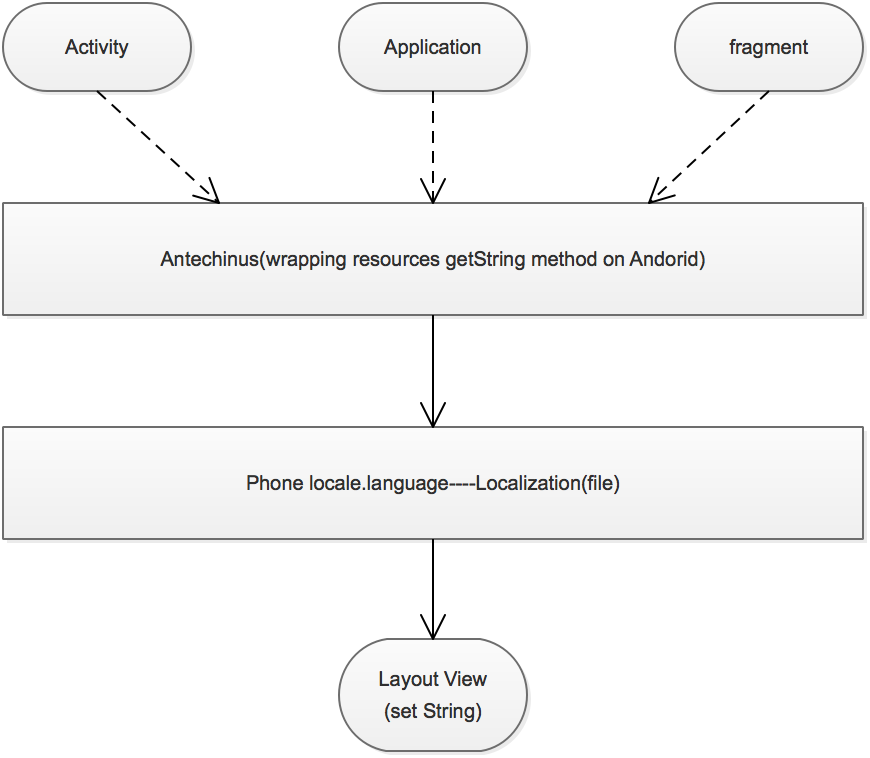 Activity
Application
fragment
Antechinus(wrapping resources getString method on Andorid)
Phone locale.language----Localization(file)
Layout View
(set String)